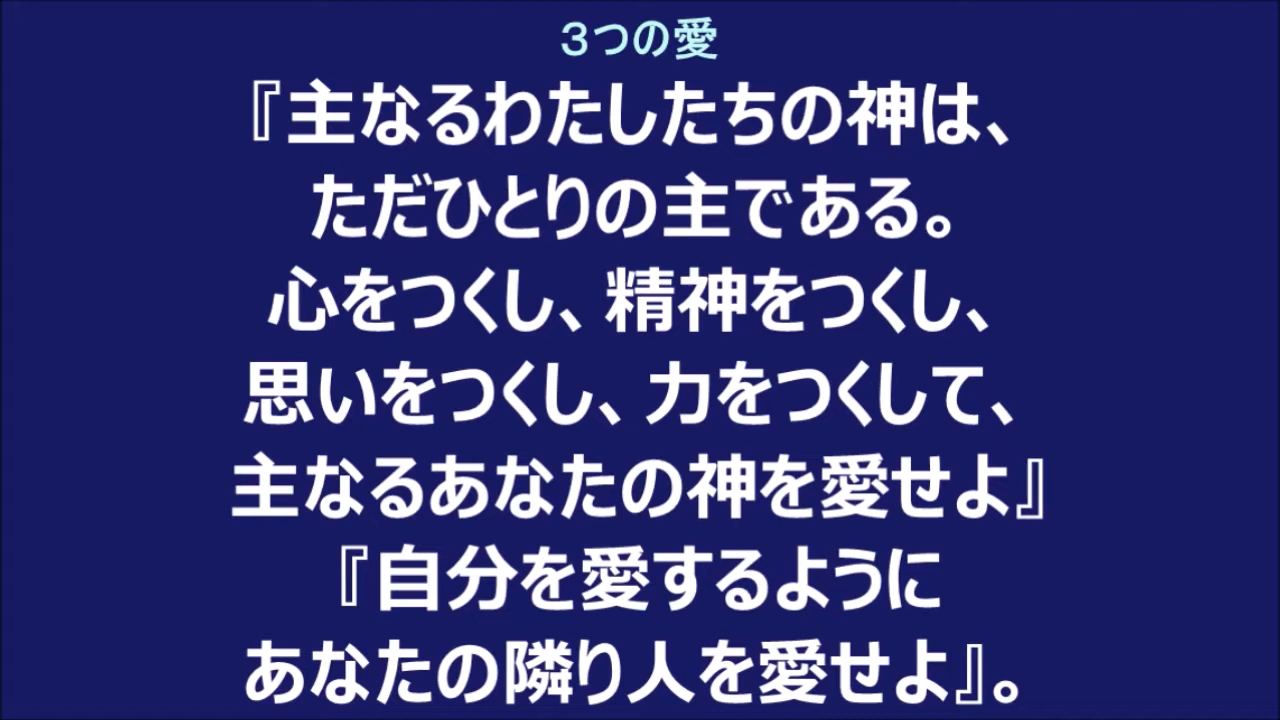 ３つの愛
『主なるわたしたちの神は、
ただひとりの主である。
心をつくし、精神をつくし、
思いをつくし、力をつくして、
主なるあなたの神を愛せよ』
『自分を愛するように
あなたの隣り人を愛せよ』。